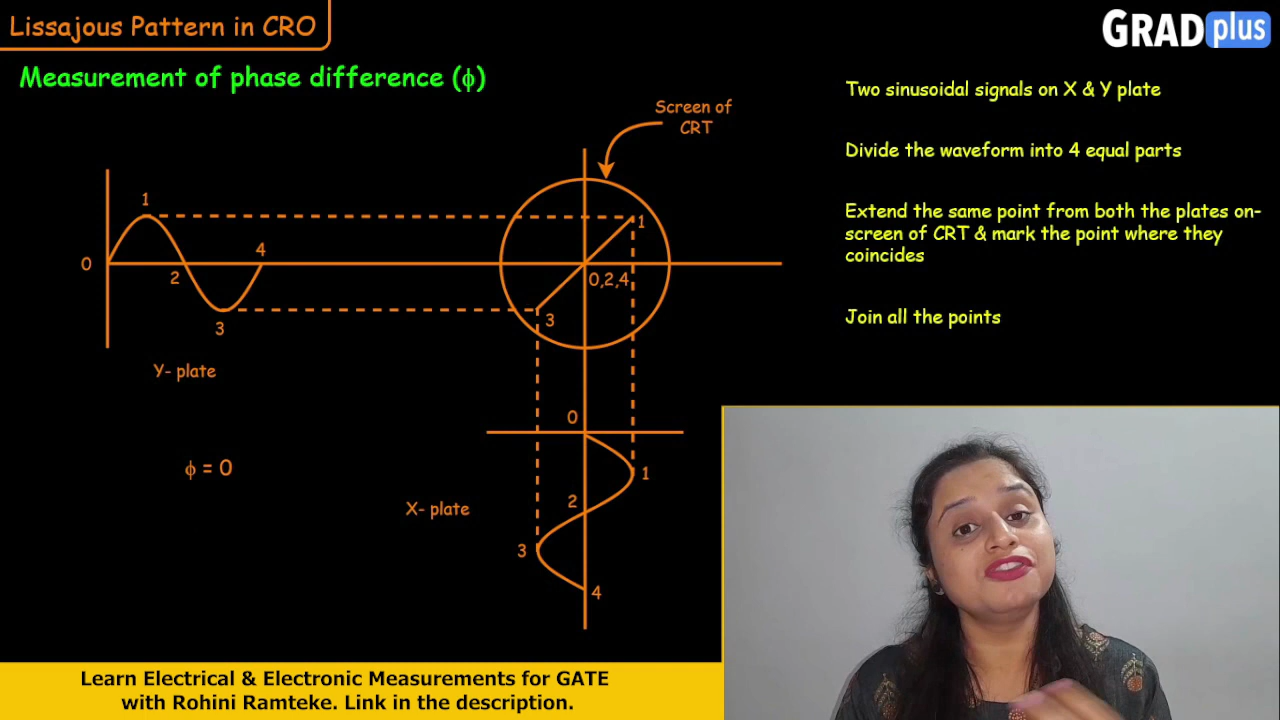 Lissajous Pattern in CRO
GRADplus
Measurement of phase difference (ϕ)
Screen of
CRT
Two sinusoidal signals on X & Y plate
Divide the waveform into 4 equal parts
Extend the same point from both the plates on-
screen of CRT & mark the point where they
coincides
Join all the points
1
1
4
0
2
0,2,4
3
3
Y- plate
0
ϕ = 0
1
2
X- plate
3
4
Learn Electrical & Electronic Measurements for GATE
with Rohini Ramteke. Link in the description.